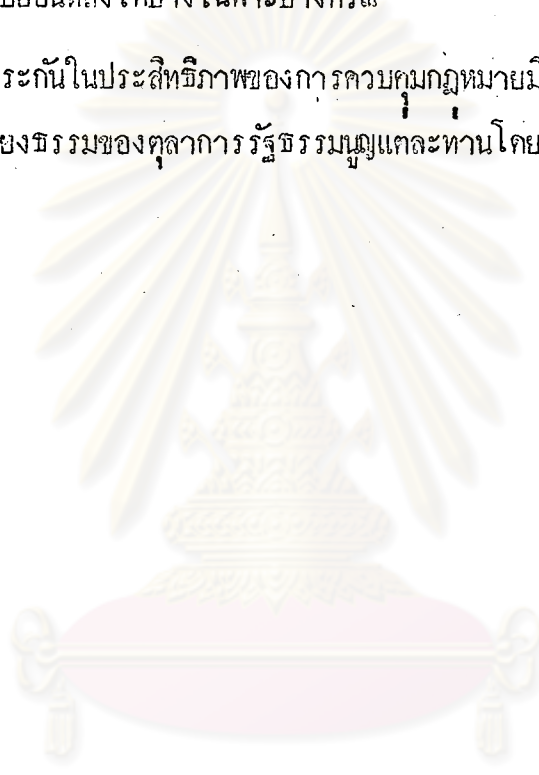 ระกันในประสิทธิภาพของการควบคุมกฎหมายมิ
ยงธรรมของตุลาการรัฐธรรมนูญแต่ละท่านโดย